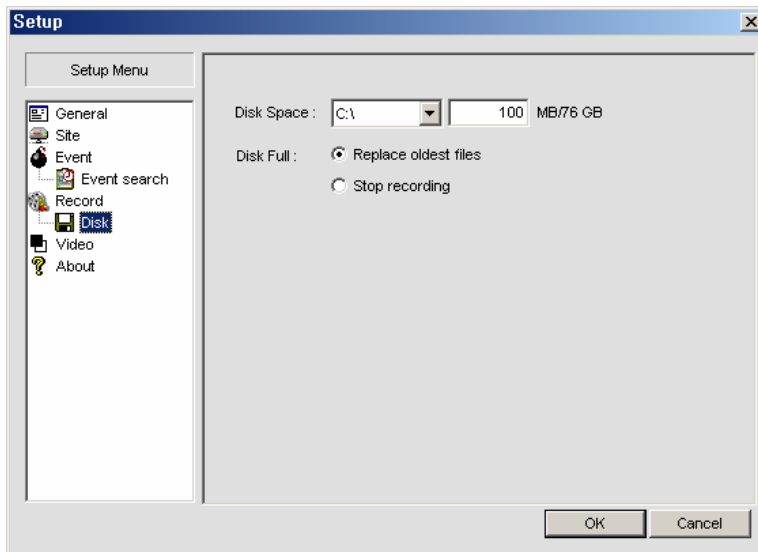 Setup
Setup Menu
General
Site
Event
Event search
Record
Disk
Video
About
Disk Space : C:\ 100 MB/76 GB
Disk Full : Replace oldest files
Stop recording
OK Cancel